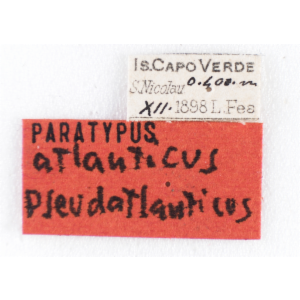 Is. CAPO VERDE
S. Nicolau 0.400.m
XII. 1898 L. Fea
PARATYPUS
atlanticus
pseudatlanticus